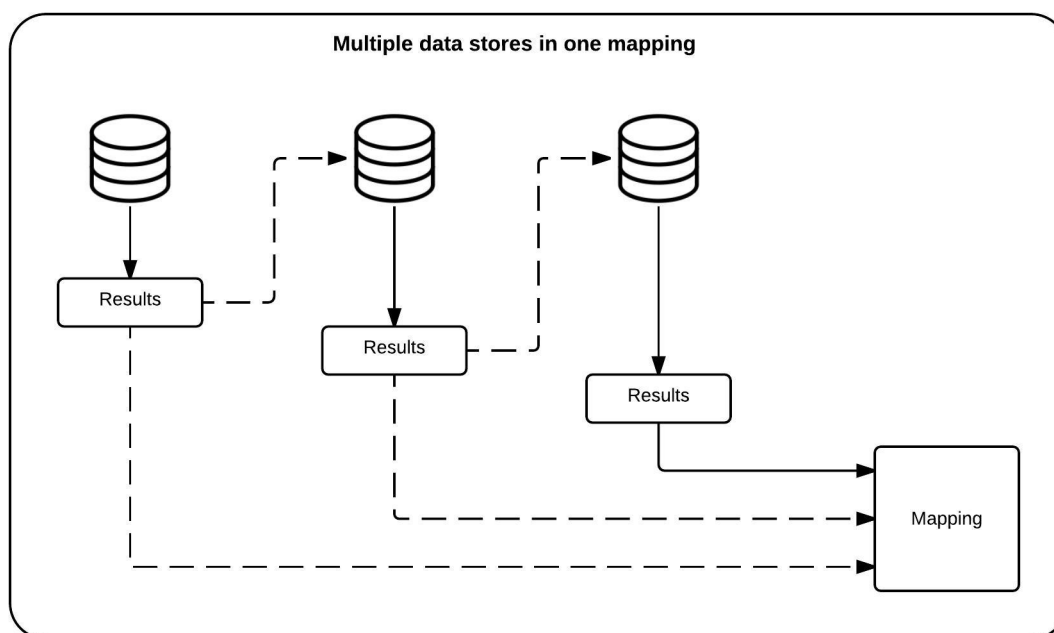 Multiple data stores in one mapping
Results
Results
Results
Mapping